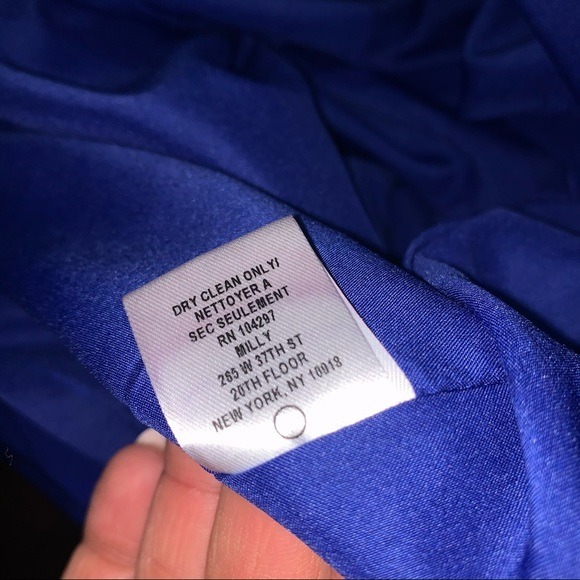 DRY CLEAN ONLY/
NETTOYER A
SEC SEULEMENT
RN 104297
MILLY
265 W 37TH ST
20TH FLOOR
NEW YORK, NY 10018